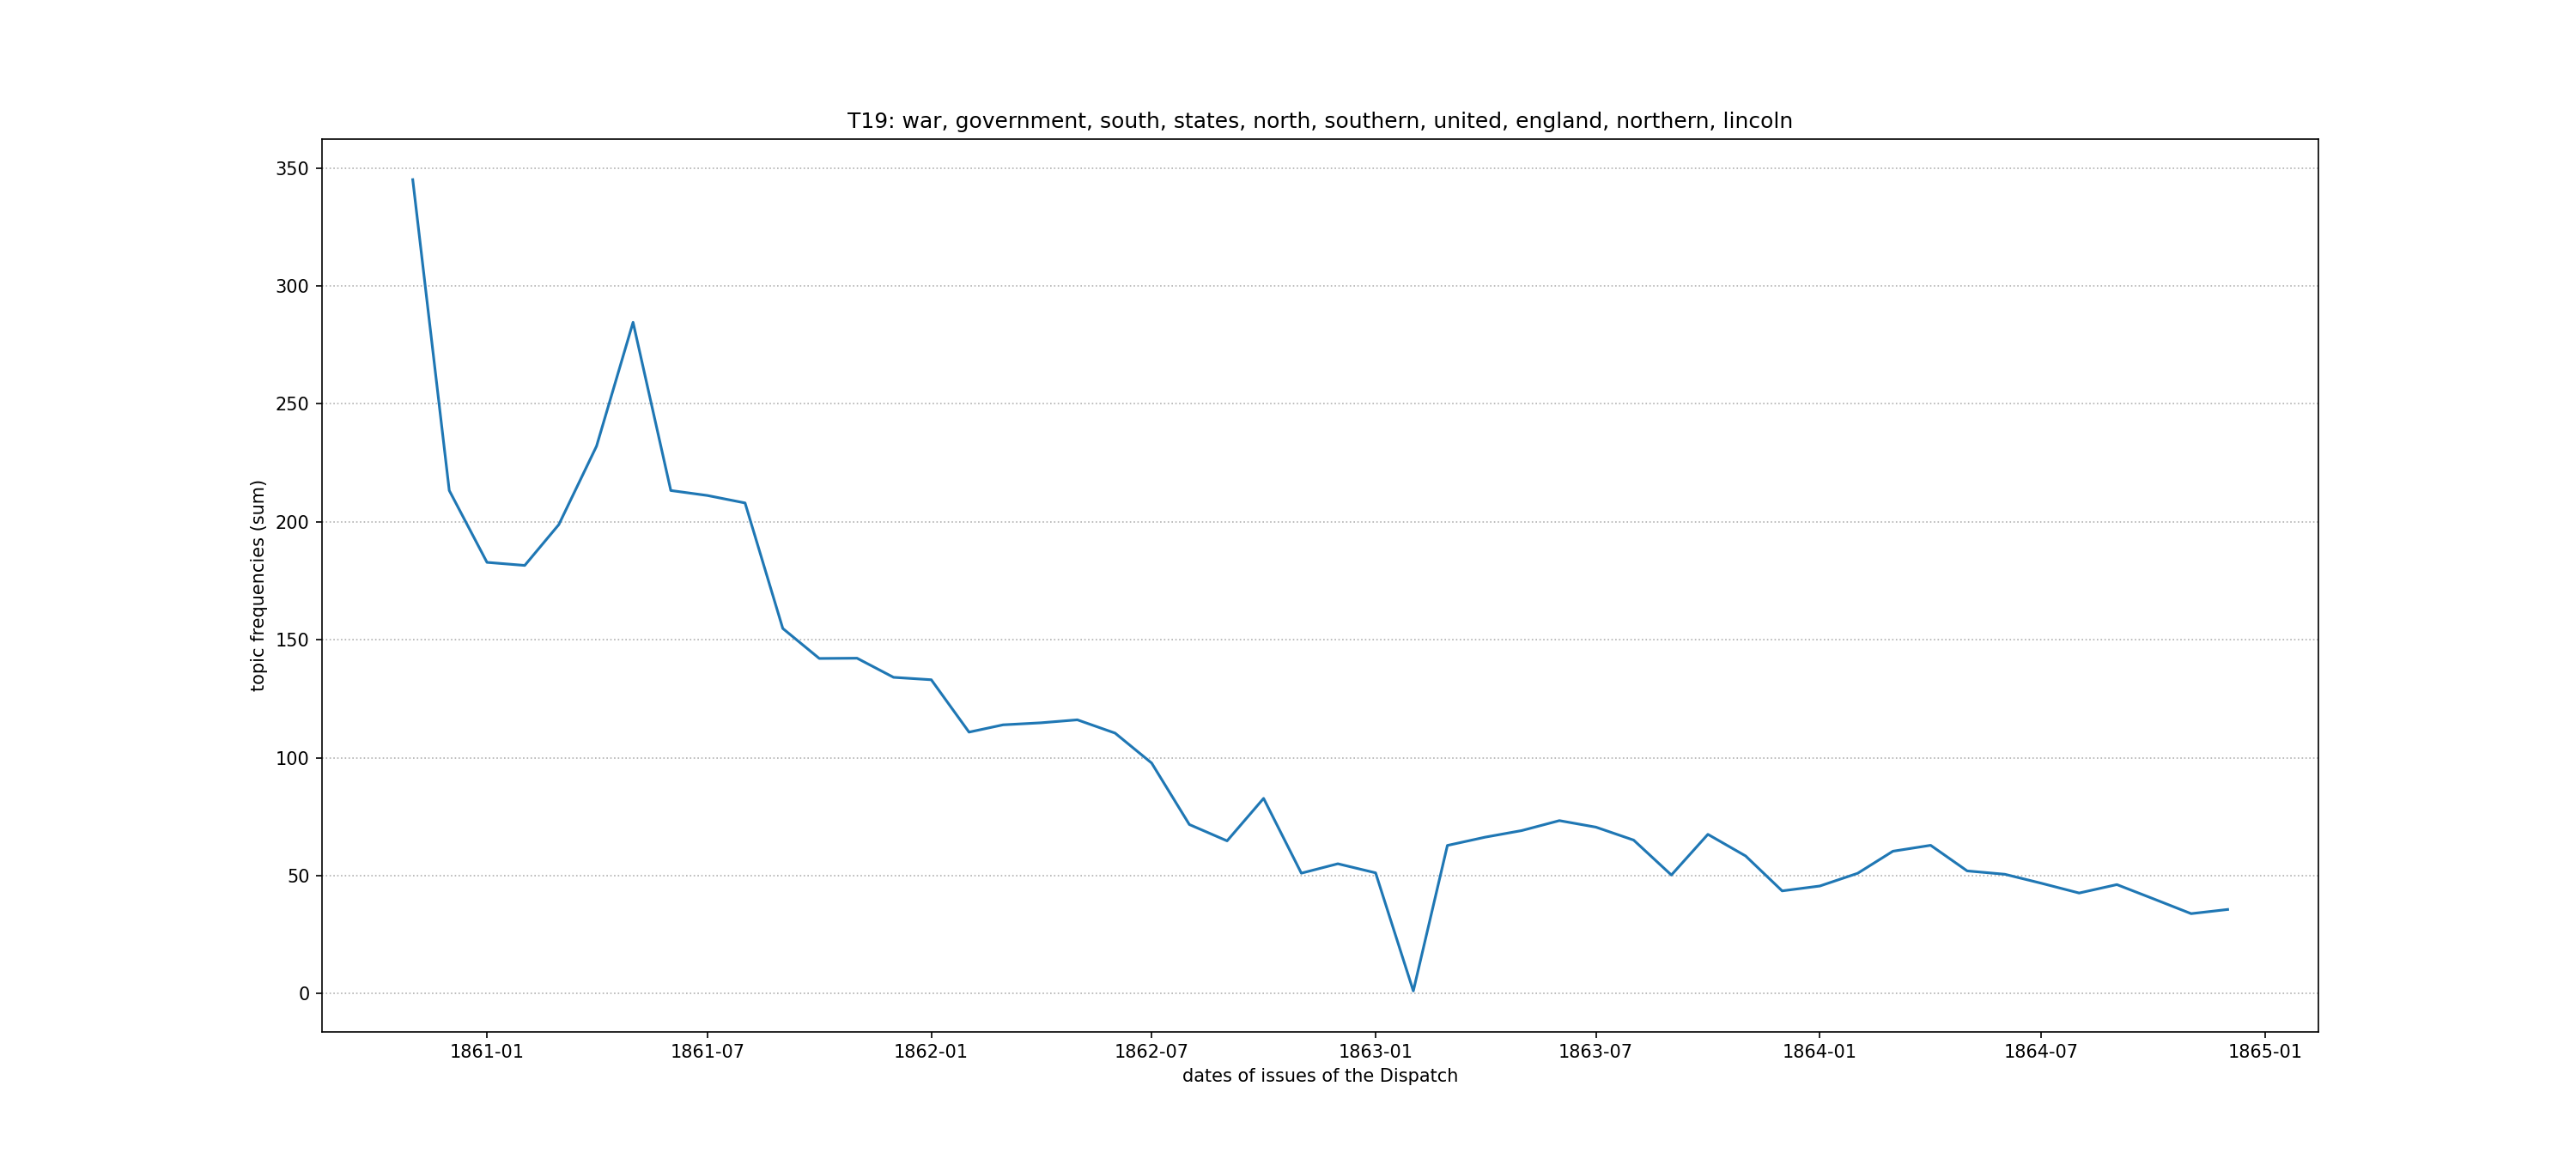 T19: war, government, south, states, north, southern, united, england, northern, lincoln
topic frequencies (sum)
350
300
250
200
150
100
50
0
1861-01 1861-07 1862-01 1862-07 1863-01 1863-07 1864-01 1864-07 1865-01
dates of issues of the Dispatch